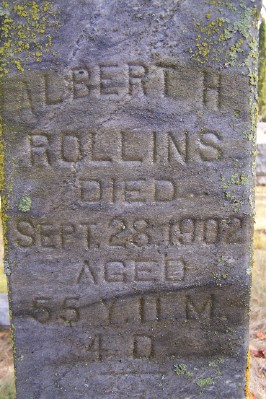 ALBERT H
ROLLINS
DIED
SEPT. 28. 1902
AGED
55 Y. 11 M.
4 D.